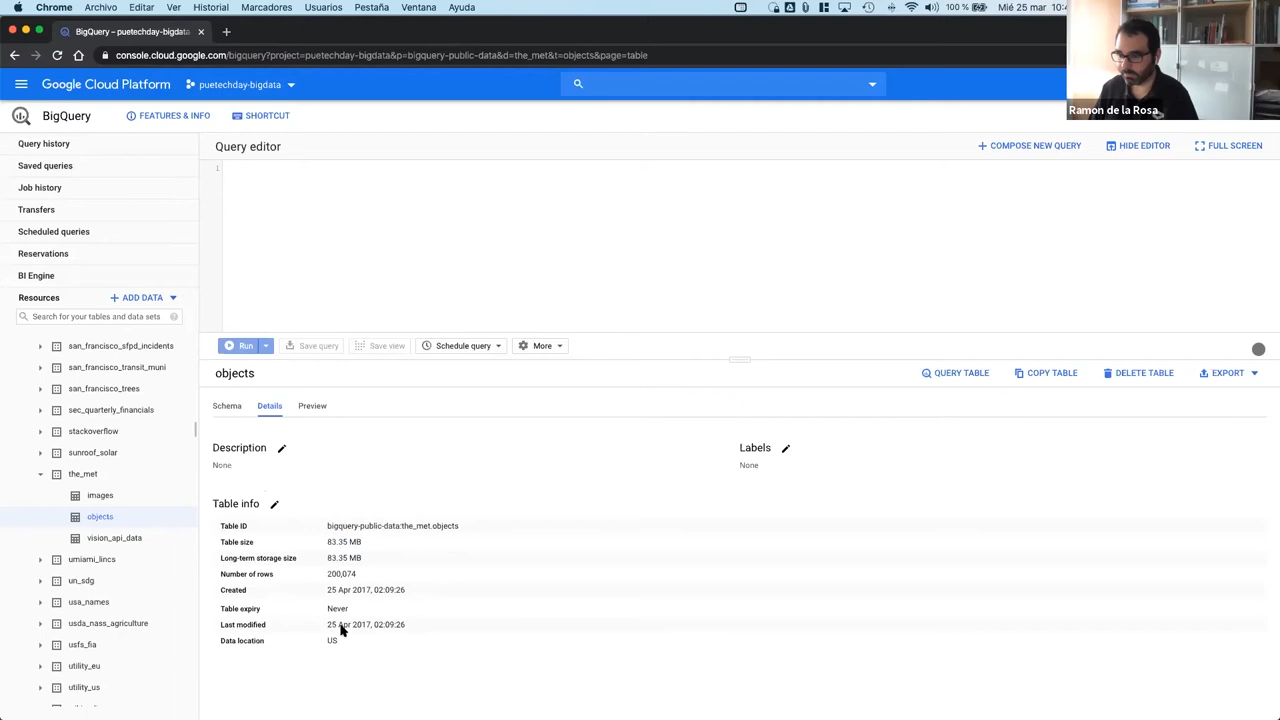 Chrome Archivo Editar Ver Historial Marcadores Usuarios Pestaña Ventana Ayuda 100 % Mié 25 mar
BigQuery – puetechday-bigdata
console.cloud.google.com/bigquery?project=puetechday-bigdata&p=bigquery-public-data&d=the_met&t=objects&page=table
Google Cloud Platform puetechday-bigdata
Ramon de la Rosa
BigQuery FEATURES & INFO SHORTCUT
Query history
Saved queries
Job history
Transfers
Scheduled queries
Reservations
BI Engine
Resources + ADD DATA
Search for your tables and data sets
san_francisco_sfpd_incidents
san_francisco_transit_muni
san_francisco_trees
sec_quarterly_financials
stackoverflow
sunroof_solar
the_met
images
objects
vision_api_data
umiami_lincs
un_sdg
usa_names
usda_nass_agriculture
usfs_fia
utility_eu
utility_us
Query editor + COMPOSE NEW QUERY HIDE EDITOR FULL SCREEN
1
Run Save query Save view Schedule query More
objects QUERY TABLE COPY TABLE DELETE TABLE EXPORT
Schema Details Preview
Description Labels
None None
Table info
Table ID bigquery-public-data:the_met.objects
Table size 83.35 MB
Long-term storage size 83.35 MB
Number of rows 200,074
Created 25 Apr 2017, 02:09:26
Table expiry Never
Last modified 25 Apr 2017, 02:09:26
Data location US